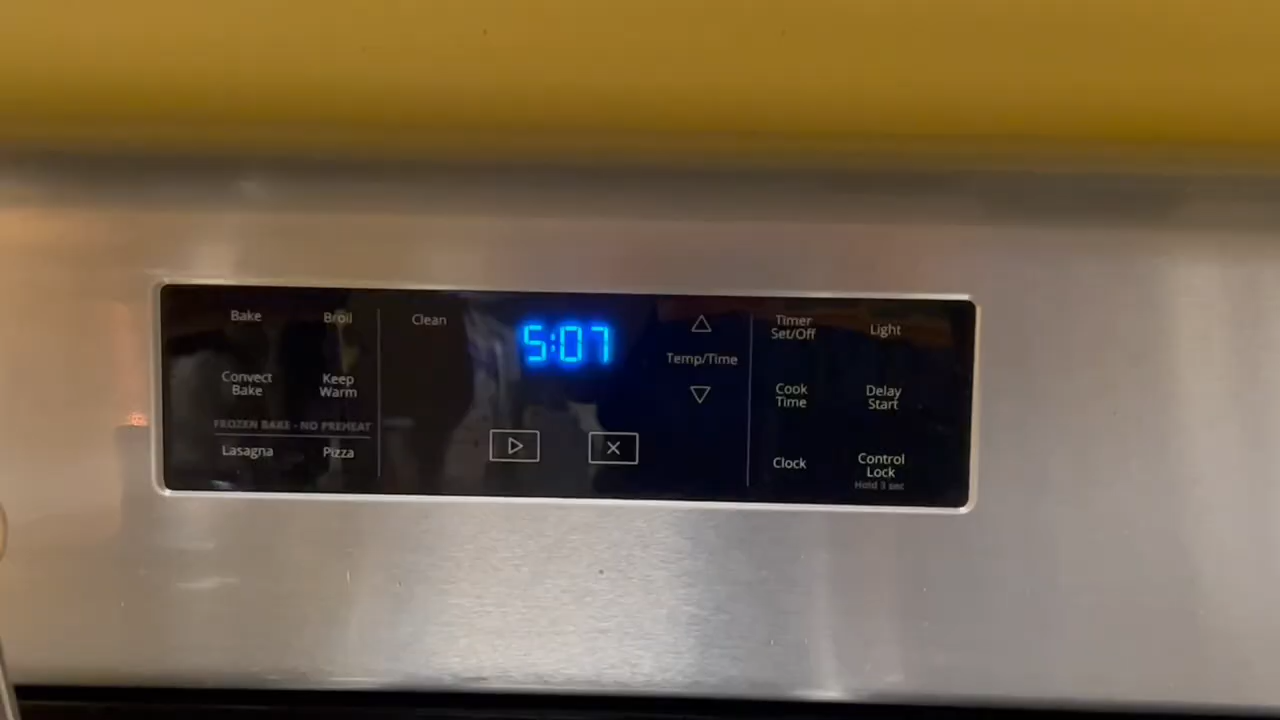 Bake
Broil
Convect
Bake
Keep
Warm
FROZEN BAKE - NO PREHEAT
Lasagna
Pizza
Clean
5:07
Temp/Time
Timer
Set/Off
Light
Cook
Time
Delay
Start
Clock
Control
Lock
Hold 3 sec